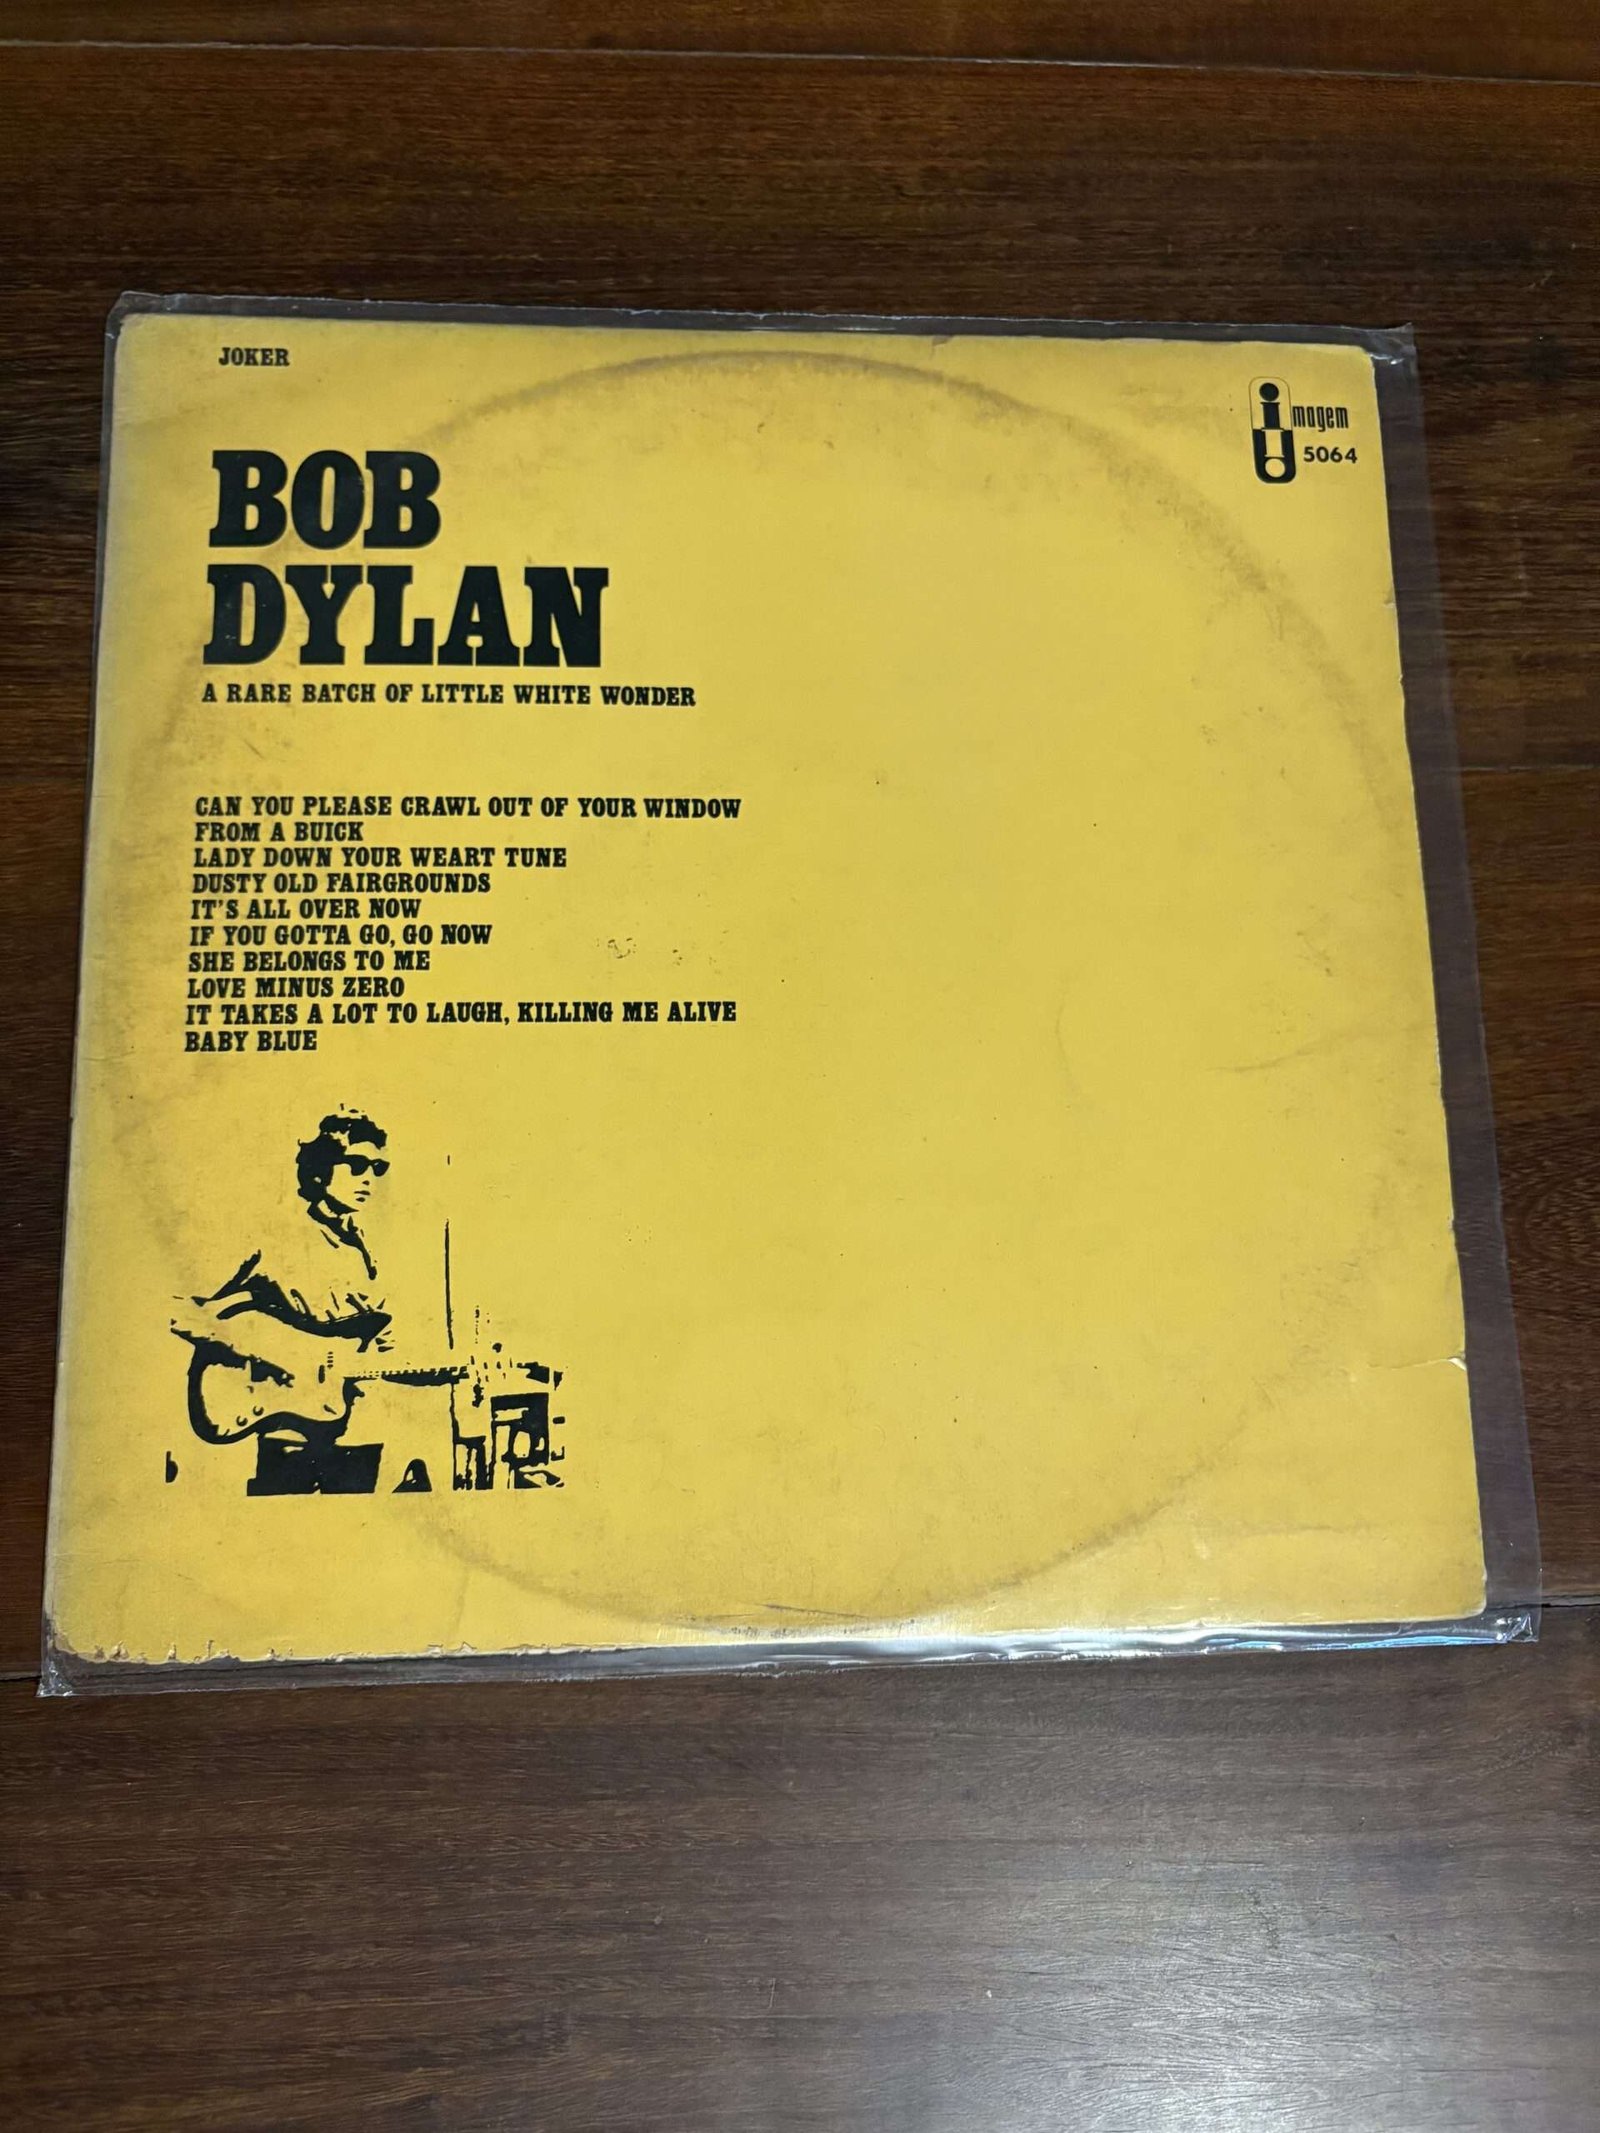 JOKER
imagem
5064
BOB
DYLAN
A RARE BATCH OF LITTLE WHITE WONDER
CAN YOU PLEASE CRAWL OUT OF YOUR WINDOW
FROM A BUICK
LADY DOWN YOUR WEART TUNE
DUSTY OLD FAIRGROUNDS
IT'S ALL OVER NOW
IF YOU GOTTA GO, GO NOW
SHE BELONGS TO ME
LOVE MINUS ZERO
IT TAKES A LOT TO LAUGH, KILLING ME ALIVE
BABY BLUE